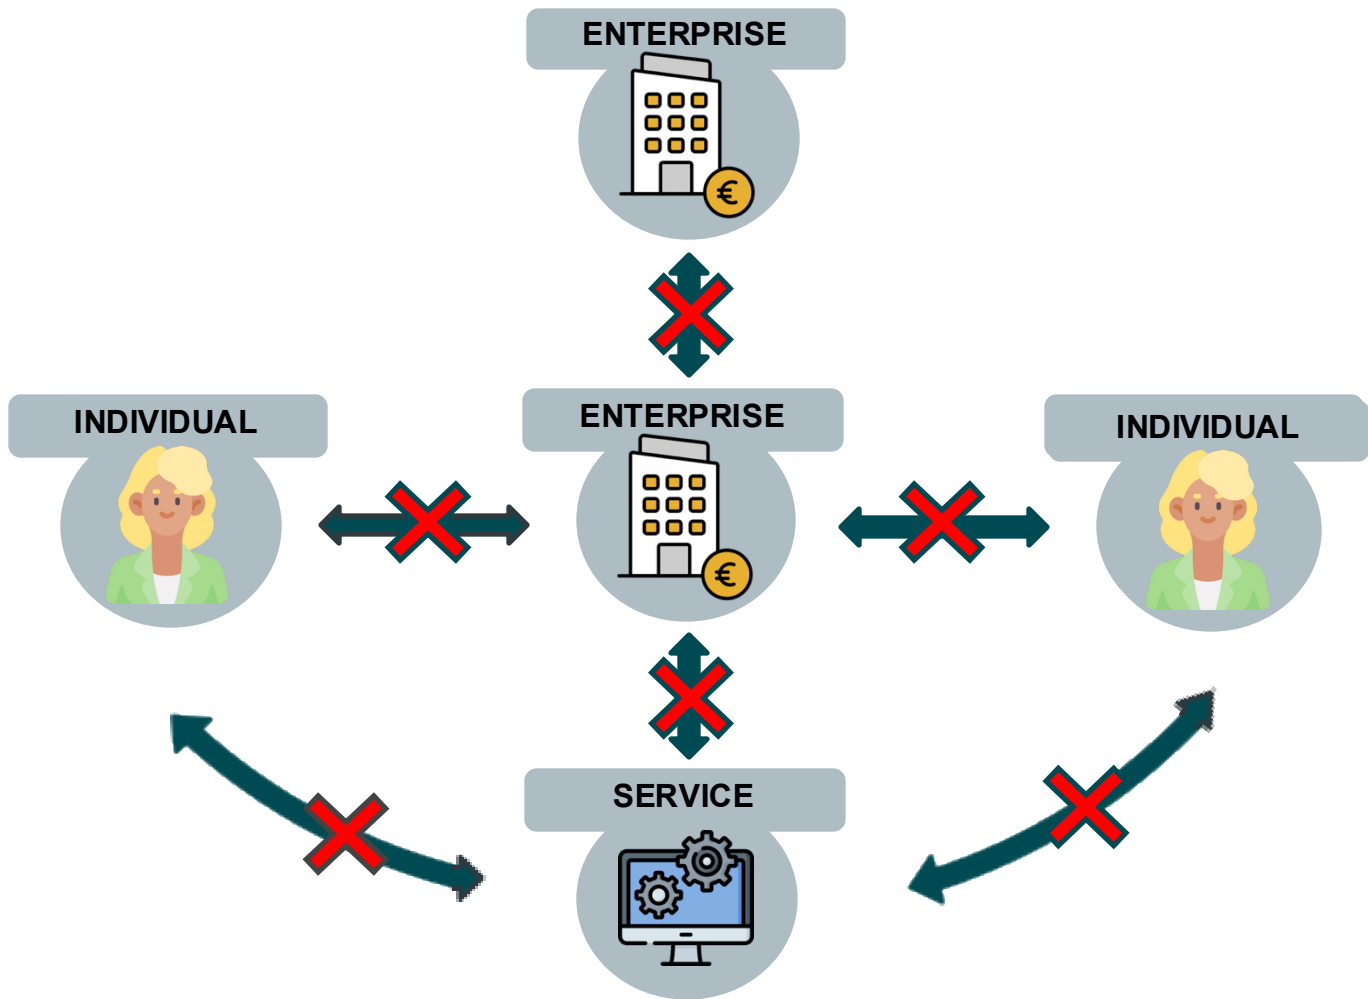 ENTERPRISE
€
INDIVIDUAL
ENTERPRISE
INDIVIDUAL
€
SERVICE